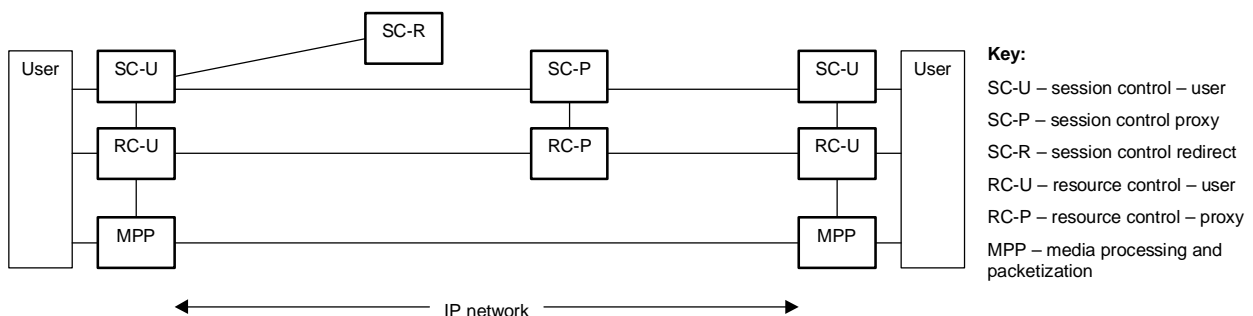 SC-R
User
SC-U
SC-P
SC-U
User
RC-U
RC-P
RC-U
MPP
MPP
IP network
Key:
SC-U – session control – user
SC-P – session control proxy
SC-R – session control redirect
RC-U – resource control – user
RC-P – resource control – proxy
MPP – media processing and
packetization